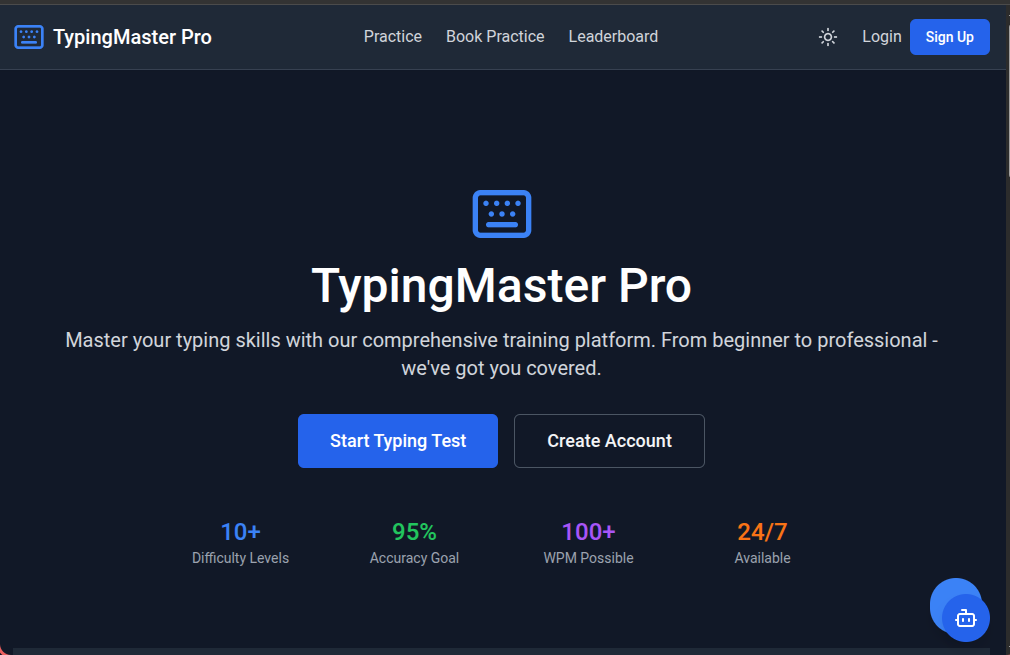 TypingMaster Pro
Practice
Book Practice
Leaderboard
Login
Sign Up
TypingMaster Pro
Master your typing skills with our comprehensive training platform. From beginner to professional -
we've got you covered.
Start Typing Test
Create Account
10+
Difficulty Levels
95%
Accuracy Goal
100+
WPM Possible
24/7
Available